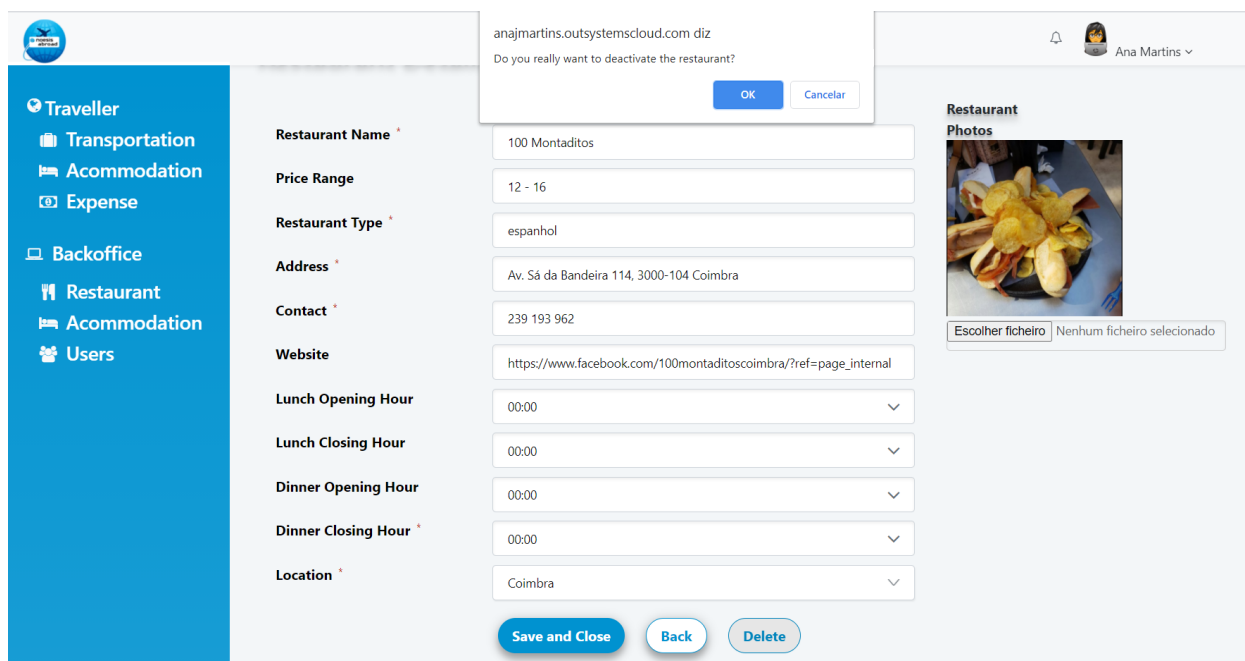 anajmartins.outsystemscloud.com diz
Do you really want to deactivate the restaurant?
OK
Cancelar
Ana Martins
Traveller
Transportation
Acommodation
Expense
Backoffice
Restaurant
Acommodation
Users
Restaurant Name *
100 Montaditos
Price Range
12 - 16
Restaurant Type *
espanhol
Address *
Av. Sá da Bandeira 114, 3000-104 Coimbra
Contact *
239 193 962
Website
https://www.facebook.com/100montaditoscoimbra/?ref=page_internal
Lunch Opening Hour
00:00
Lunch Closing Hour
00:00
Dinner Opening Hour
00:00
Dinner Closing Hour *
00:00
Location *
Coimbra
Save and Close
Back
Delete
Restaurant
Photos
Escolher ficheiro Nenhum ficheiro selecionado